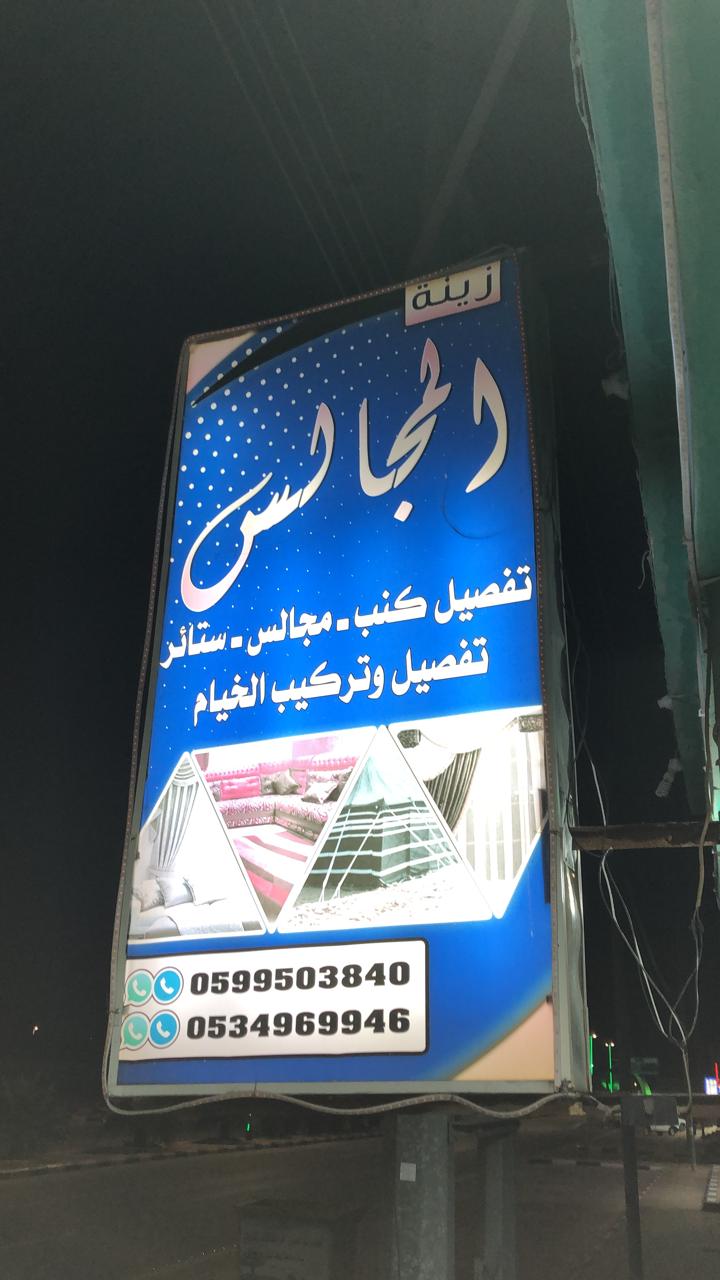 زينة
المجالس
تفصيل كنب - مجالس - ستائر
تفصيل وتركيب الخيام
0599503840
0534969946